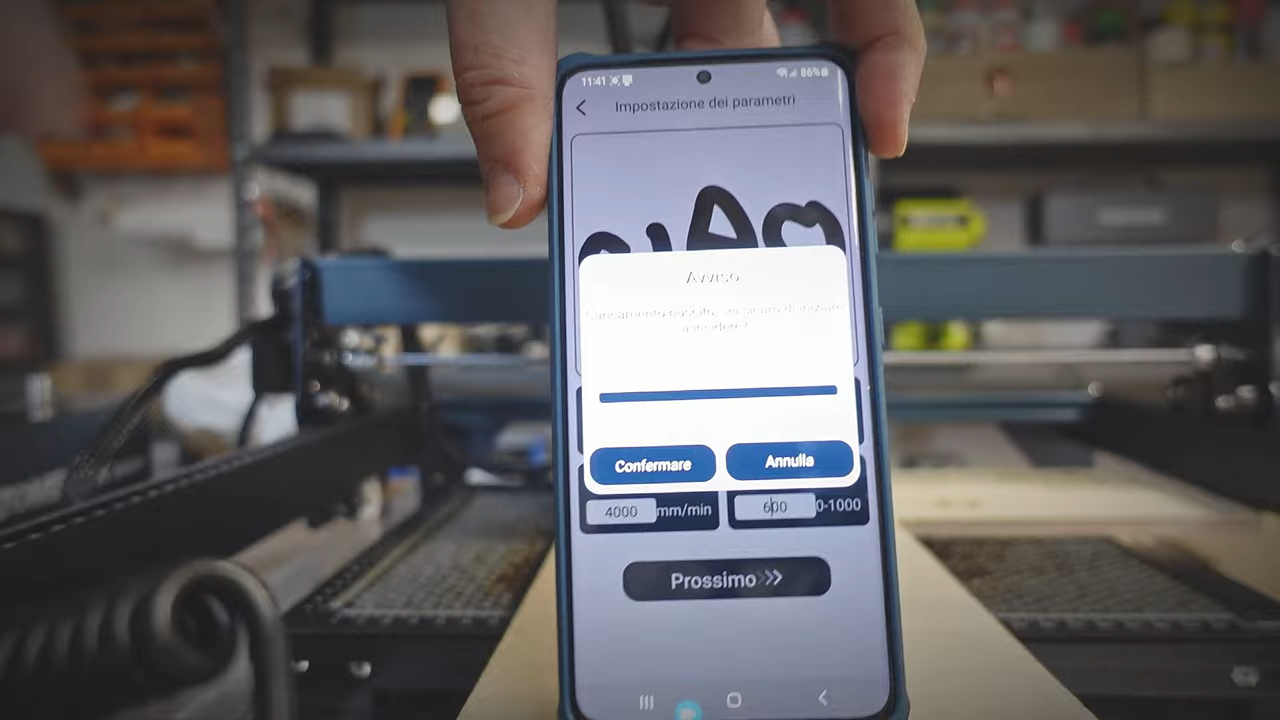 11:41
86%
Impostazione dei parametri
CIAO
Avviso
Confermare
Annulla
4000 mm/min
600 0-1000
Prossimo